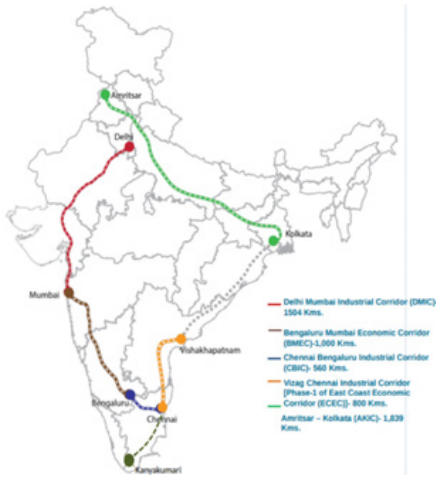 Amritsar
Delhi
Kolkata
Mumbai
Vishakhapatnam
Bengaluru
Chennai
Kanyakumari
Delhi Mumbai Industrial Corridor (DMIC)
1504 Kms.
Bengaluru Mumbai Economic Corridor
(BMEC)-1,000 Kms.
Chennai Bengaluru Industrial Corridor
(CBIC)- 560 Kms.
Vizag Chennai Industrial Corridor
[Phase-1 of East Coast Economic
Corridor (ECEC)]- 800 Kms.
Amritsar – Kolkata (AKIC)- 1,839
Kms.